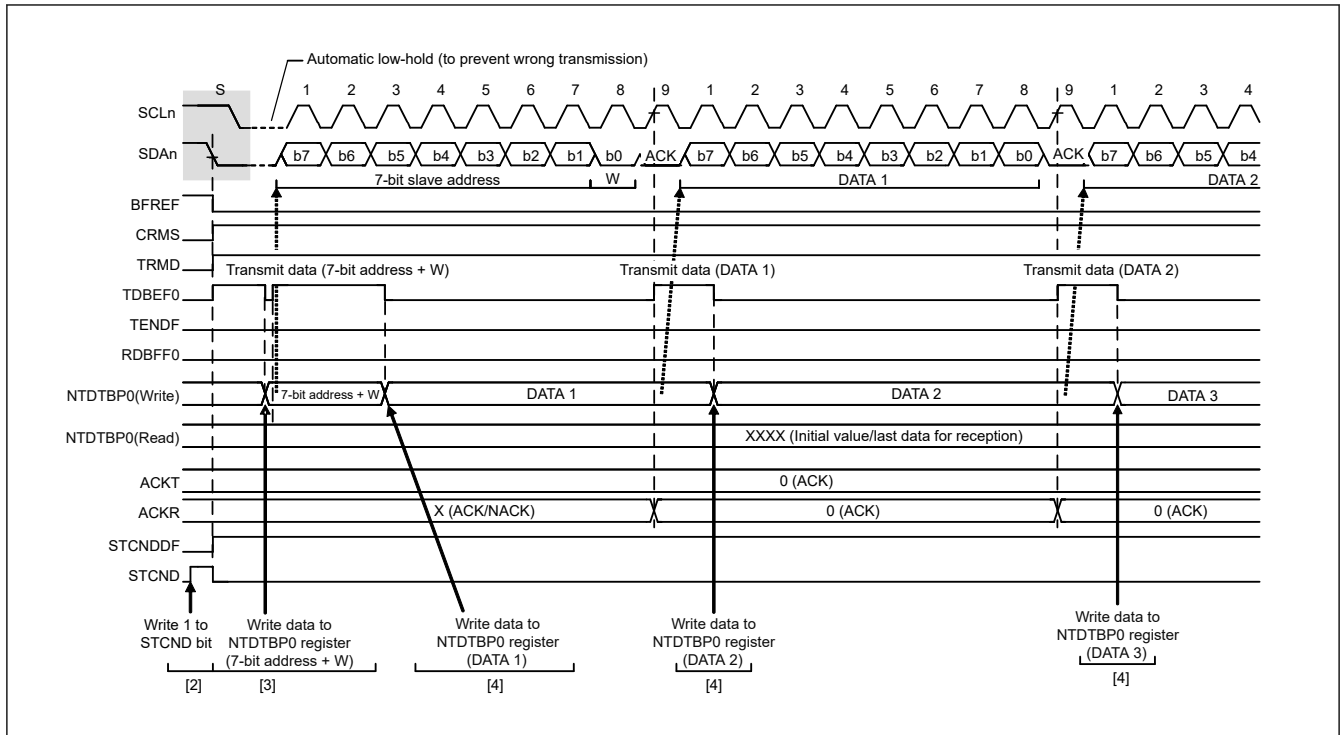 Automatic low-hold (to prevent wrong transmission)
S 1 2 3 4 5 6 7 8 9 1 2 3 4 5 6 7 8 9 1 2 3 4
SCLn
SDAn b7 b6 b5 b4 b3 b2 b1 b0 ACK b7 b6 b5 b4 b3 b2 b1 b0 ACK b7 b6 b5 b4
7-bit slave address W DATA 1 DATA 2
BFREF
CRMS
TRMD
Transmit data (7-bit address + W) Transmit data (DATA 1) Transmit data (DATA 2)
TDBEF0
TENDF
RDBFF0
NTDTBP0(Write) 7-bit address + W DATA 1 DATA 2 DATA 3
NTDTBP0(Read) XXXX (Initial value/last data for reception)
ACKT 0 (ACK)
ACKR X (ACK/NACK) 0 (ACK) 0 (ACK)
STCNDDF
STCND
Write 1 to
STCND bit
[2]
Write data to
NTDTBP0 register
(7-bit address + W)
[3]
Write data to
NTDTBP0 register
(DATA 1)
[4]
Write data to
NTDTBP0 register
(DATA 2)
[4]
Write data to
NTDTBP0 register
(DATA 3)
[4]